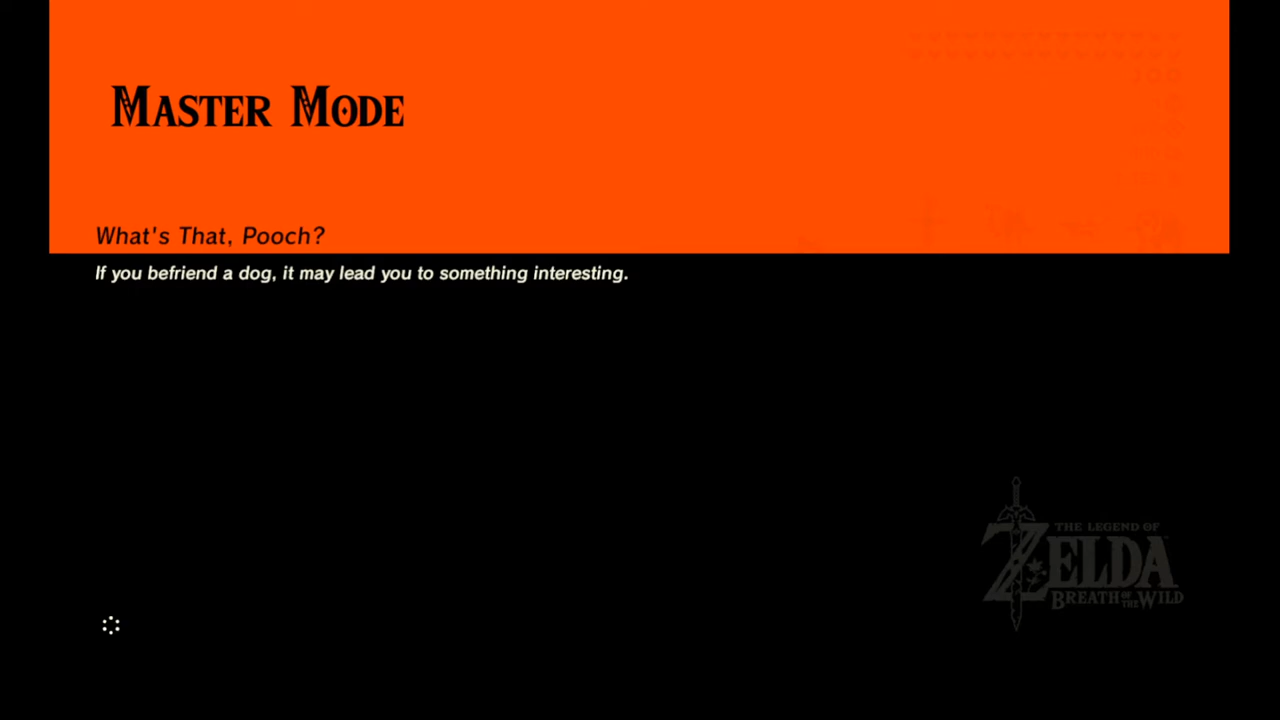 Master Mode
What's That, Pooch?
If you befriend a dog, it may lead you to something interesting.
THE LEGEND OF
ZELDA
BREATH OF THE WILD